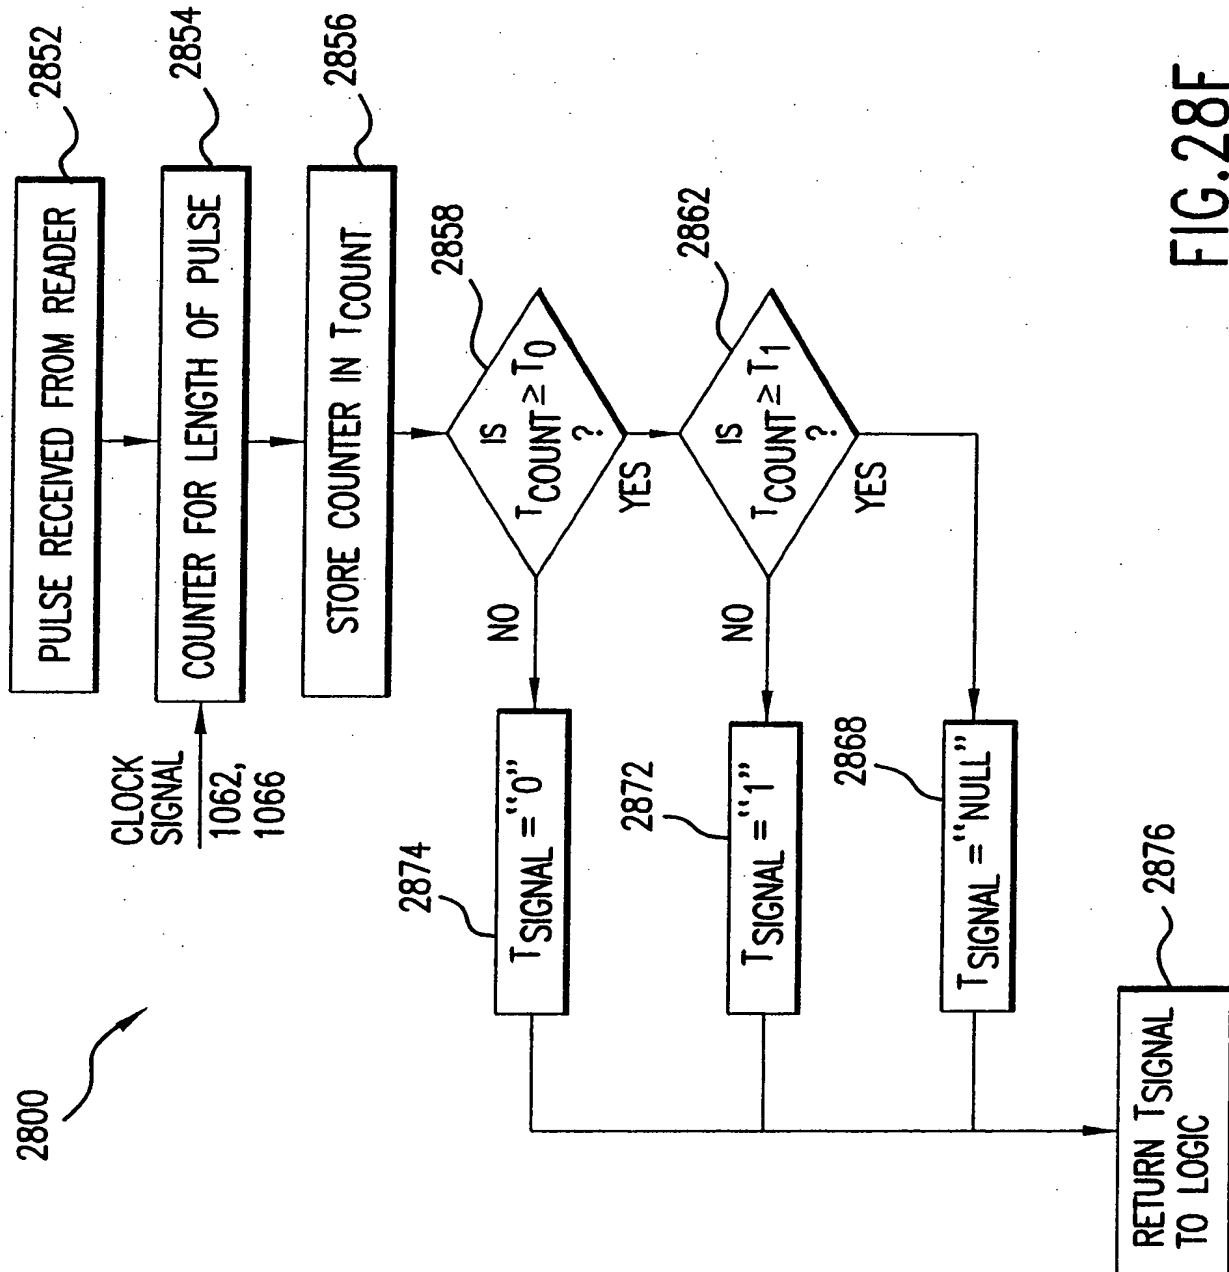 2800
PULSE RECEIVED FROM READER
2852
CLOCK
SIGNAL
1062,
1066
COUNTER FOR LENGTH OF PULSE
2854
STORE COUNTER IN TCOUNT
2856
IS
TCOUNT ≥ T0
?
2858
NO
YES
TSIGNAL = "0"
2874
IS
TCOUNT ≥ T1
?
2862
NO
YES
TSIGNAL = "1"
2872
TSIGNAL = "NULL"
2868
RETURN TSIGNAL
TO LOGIC
2876
FIG.28F